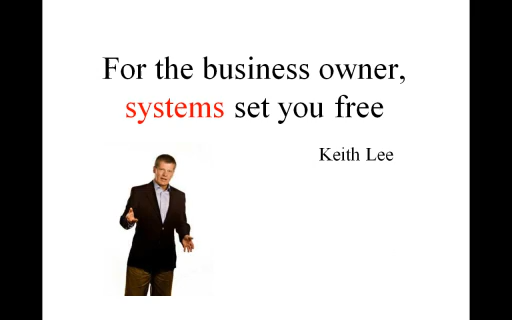 For the business owner,
systems set you free
Keith Lee